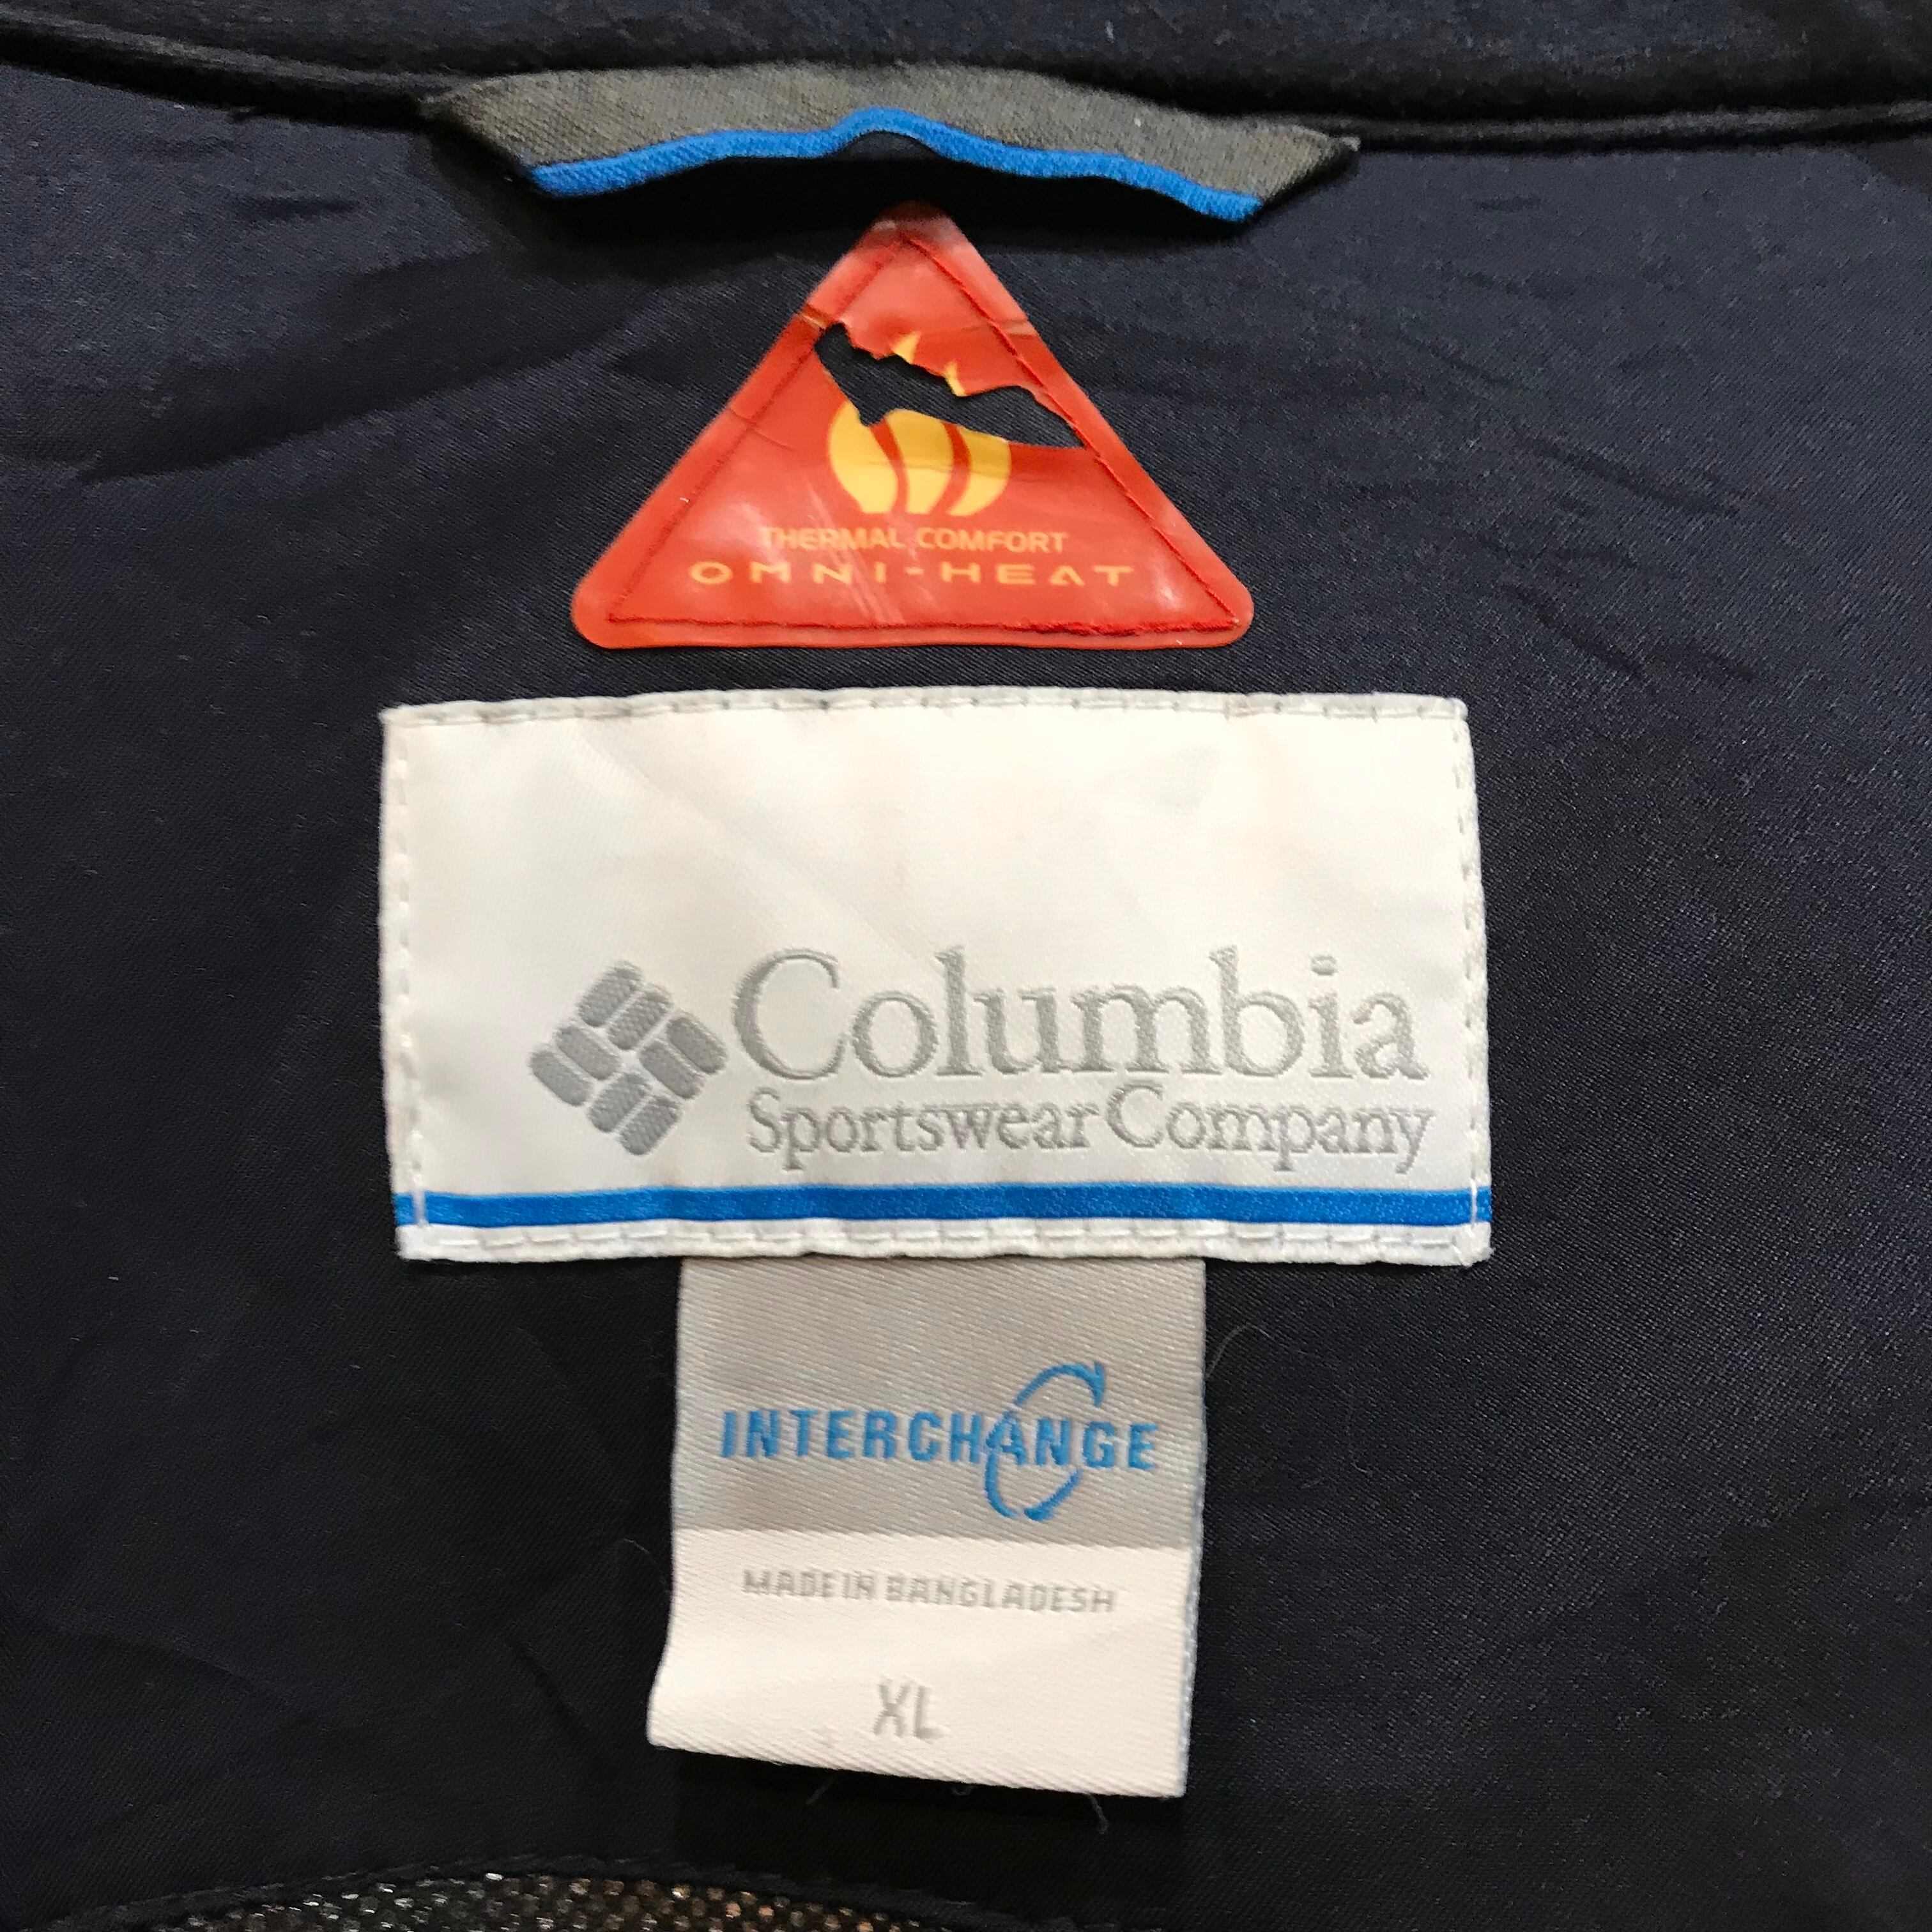 THERMAL COMFORT
OMNI-HEAT
Columbia
Sportswear Company
INTERCHANGE
MADE IN BANGLADESH
XL